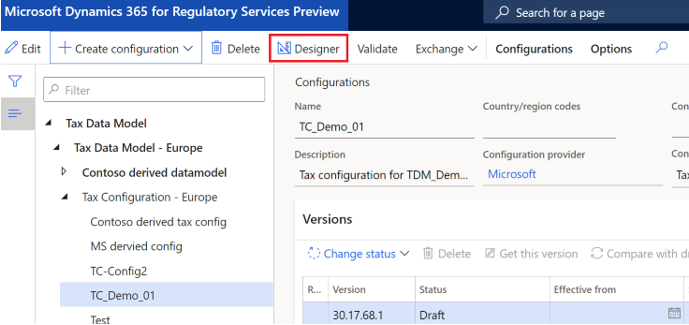 Microsoft Dynamics 365 for Regulatory Services Preview
Search for a page
Edit
Create configuration
Delete
Designer
Validate
Exchange
Configurations
Options
Filter
Tax Data Model
Tax Data Model - Europe
Contoso derived datamodel
Tax Configuration - Europe
Contoso derived tax config
MS dervied config
TC-Config2
TC_Demo_01
Test
Configurations
Name
Country/region codes
Con
TC_Demo_01
Description
Configuration provider
Con
Tax configuration for TDM_Dem...
Microsoft
Tax
Versions
Change status
Delete
Get this version
Compare with d
R...
Version
Status
Effective from
30.17.68.1
Draft